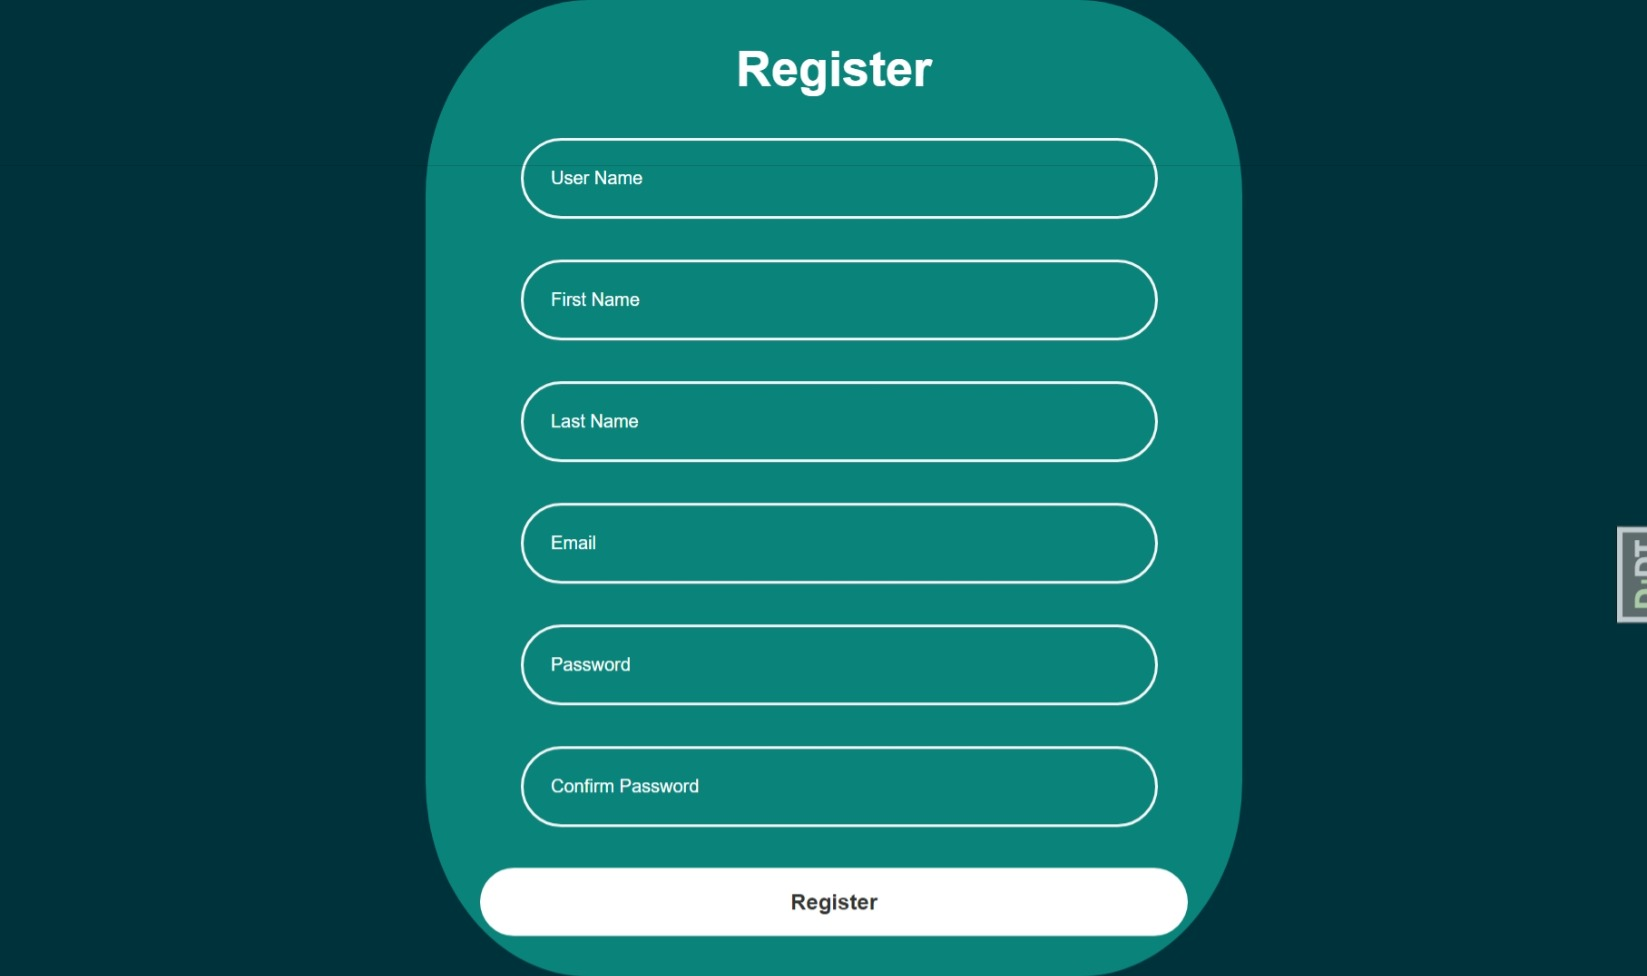 Register
User Name
First Name
Last Name
Email
Password
Confirm Password
Register